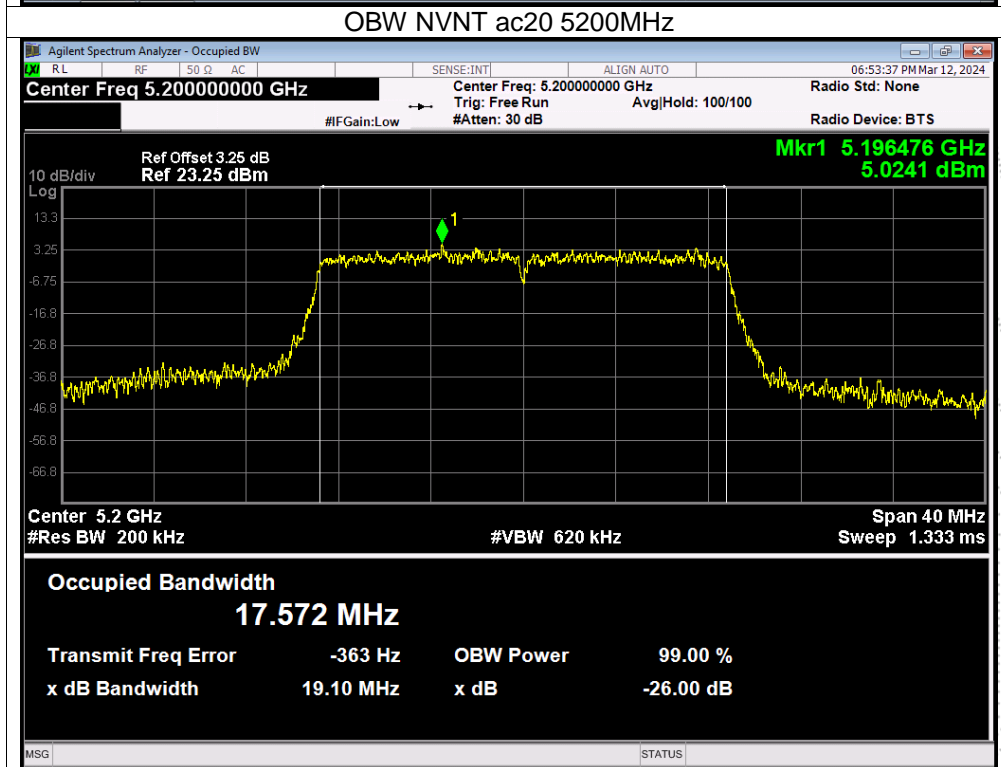 OBW NVNT ac20 5200MHz
Agilent Spectrum Analyzer - Occupied BW
LXI RL RF 50 Ω AC SENSE:INT ALIGN AUTO 06:53:37 PM Mar 12, 2024
Center Freq 5.200000000 GHz Center Freq: 5.200000000 GHz Radio Std: None
Trig: Free Run Avg|Hold: 100/100
#IFGain:Low #Atten: 30 dB Radio Device: BTS
Ref Offset 3.25 dB Mkr1 5.196476 GHz
10 dB/div Ref 23.25 dBm 5.0241 dBm
Log
1
13.3
3.25
-6.75
-16.8
-26.8
-36.8
-46.8
-56.8
-66.8
Center 5.2 GHz Span 40 MHz
#Res BW 200 kHz #VBW 620 kHz Sweep 1.333 ms
Occupied Bandwidth
17.572 MHz
Transmit Freq Error -363 Hz OBW Power 99.00 %
x dB Bandwidth 19.10 MHz x dB -26.00 dB
MSG STATUS